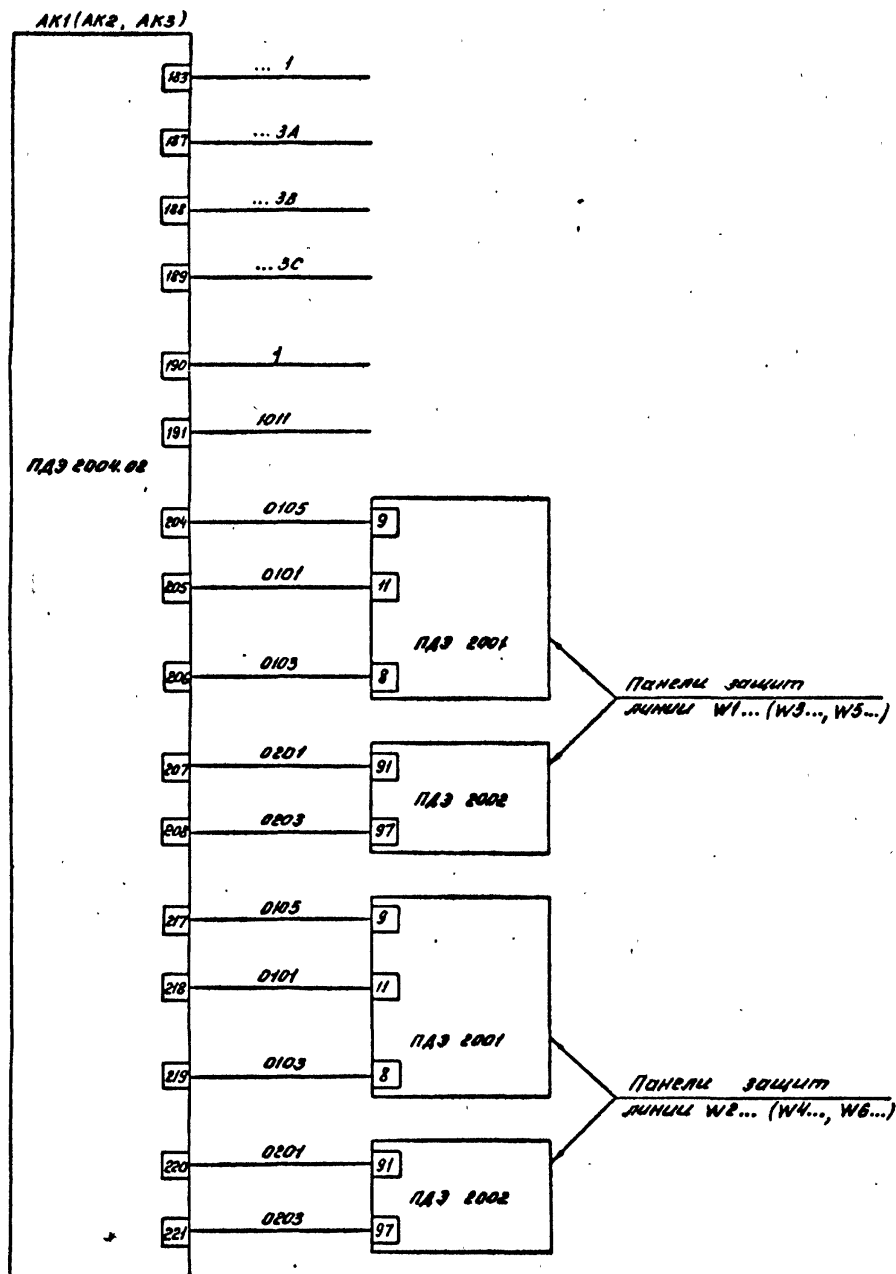 АК1(АК2, АК3)
183 ... 1
187 ... 3А
188 ... 3В
189 ... 3С
190 1
191 1011
ПДЭ 2004.02
204 0105 9
205 0101 11
ПДЭ 2001
206 0103 8
Панели защит
линии W1... (W3..., W5...)
207 0201 91
ПДЭ 2002
208 0203 97
217 0105 9
218 0101 11
ПДЭ 2001
219 0103 8
Панели защит
линии W2... (W4..., W6...)
220 0201 91
ПДЭ 2002
221 0203 97